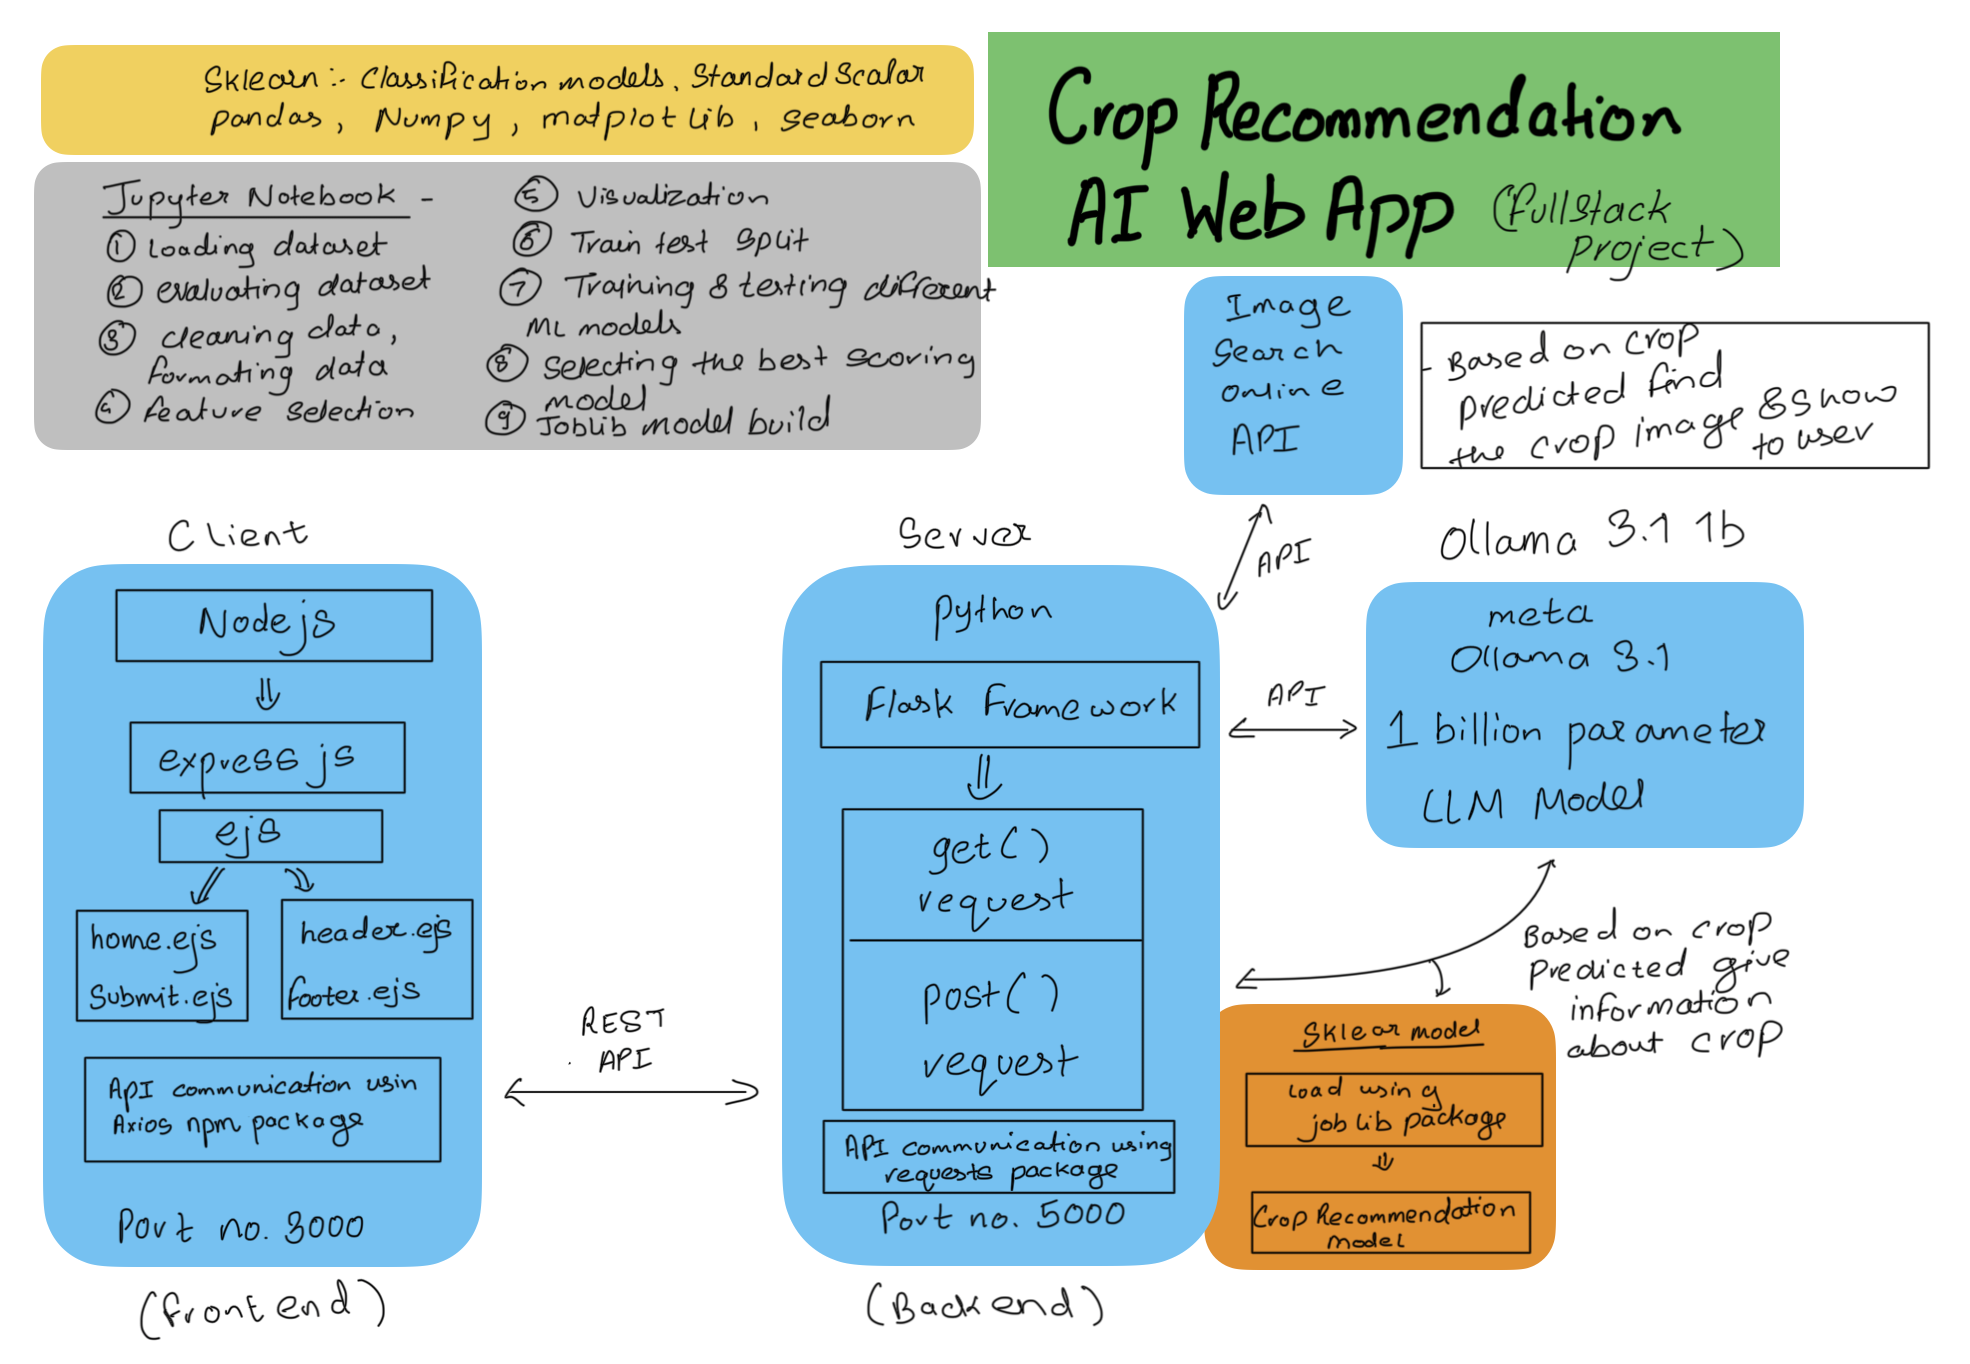 Sklearn :- Classification models, Standard Scalar
pandas, Numpy, matplotlib, seaborn
Crop Recommendation
AI Web App (fullstack
project)
Jupyter Notebook -
① Loading dataset
② evaluating dataset
③ cleaning data,
formating data
④ feature selection
⑤ Visualization
⑥ Train test split
⑦ Training & testing different
ML models
⑧ selecting the best scoring
model
⑨ Joblib model build
Image
Search
online
API
- Based on crop
predicted find
the crop image & show
to user
Client
Nodejs
express js
ejs
home.ejs
Submit.ejs
header.ejs
footer.ejs
API communication usin
Axios npm package
Port no. 3000
(frontend)
REST
API
Server
python
flask framework
get()
request
post()
request
API communication using
requests package
Port no. 5000
(Backend)
API
API
Ollama 3.1 1b
meta
Ollama 3.1
1 billion parameter
LLM Model
Based on crop
Predicted give
information
about crop
Sklear model
Load using
joblib package
Crop Recommendation
model